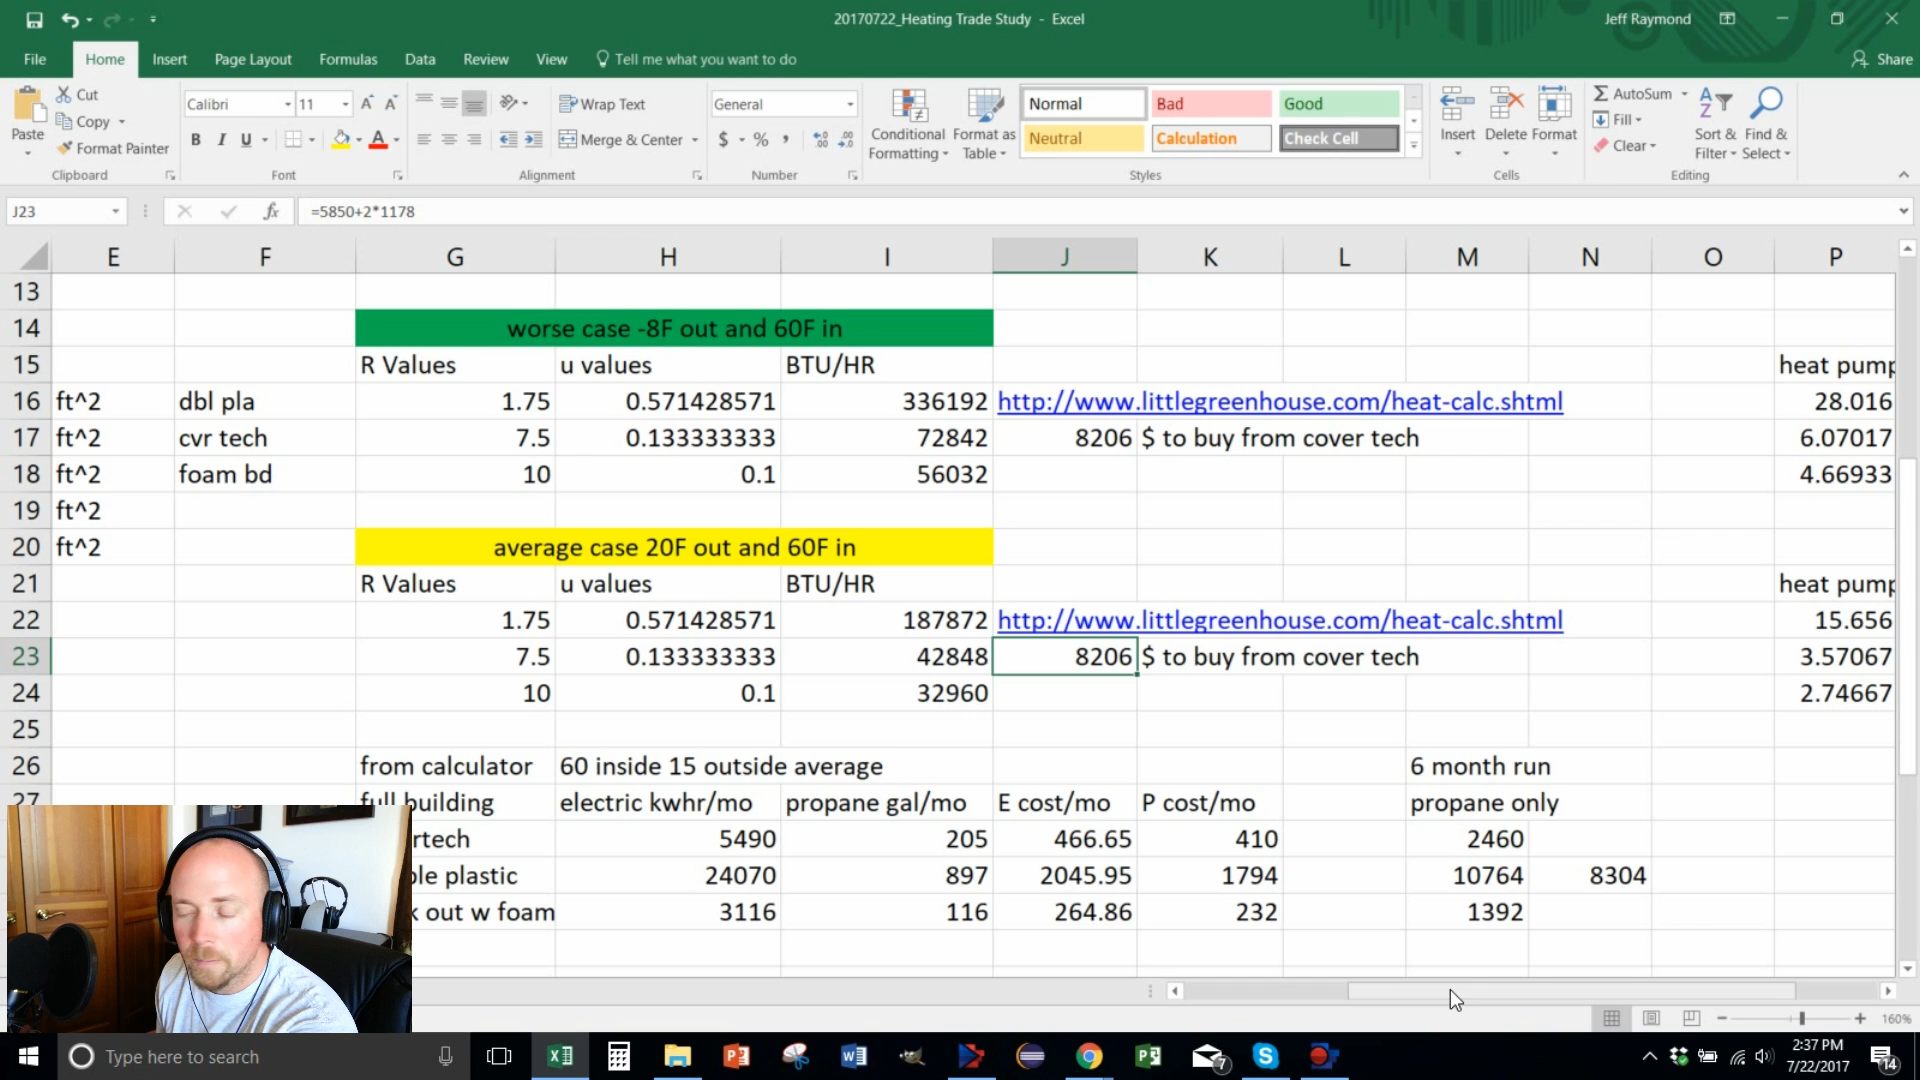 20170722_Heating Trade Study - Excel
Jeff Raymond
File Home Insert Page Layout Formulas Data Review View Tell me what you want to do Share
Paste
Cut
Copy
Format Painter
Calibri 11
B I U
Wrap Text
Merge & Center
General
$ % ,
Conditional Formatting
Format as Table
Normal Bad Good
Neutral Calculation Check Cell
Insert Delete Format
AutoSum
Fill
Clear
Sort & Filter
Find & Select
Clipboard Font Alignment Number Styles Cells Editing
J23 fx =5850+2*1178
E F G H I J K L M N O P
13
14 worse case -8F out and 60F in
15 R Values u values BTU/HR heat pump
16 ft^2 dbl pla 1.75 0.571428571 336192 http://www.littlegreenhouse.com/heat-calc.shtml 28.016
17 ft^2 cvr tech 7.5 0.133333333 72842 8206 $ to buy from cover tech 6.07017
18 ft^2 foam bd 10 0.1 56032 4.66933
19 ft^2
20 ft^2 average case 20F out and 60F in
21 R Values u values BTU/HR heat pump
22 1.75 0.571428571 187872 http://www.littlegreenhouse.com/heat-calc.shtml 15.656
23 7.5 0.133333333 42848 8206 $ to buy from cover tech 3.57067
24 10 0.1 32960 2.74667
25
26 from calculator 60 inside 15 outside average 6 month run
27 full building electric kwhr/mo propane gal/mo E cost/mo P cost/mo propane only
rtech 5490 205 466.65 410 2460
ple plastic 24070 897 2045.95 1794 10764 8304
k out w foam 3116 116 264.86 232 1392
160%
Type here to search
7
2:37 PM
7/22/2017
14